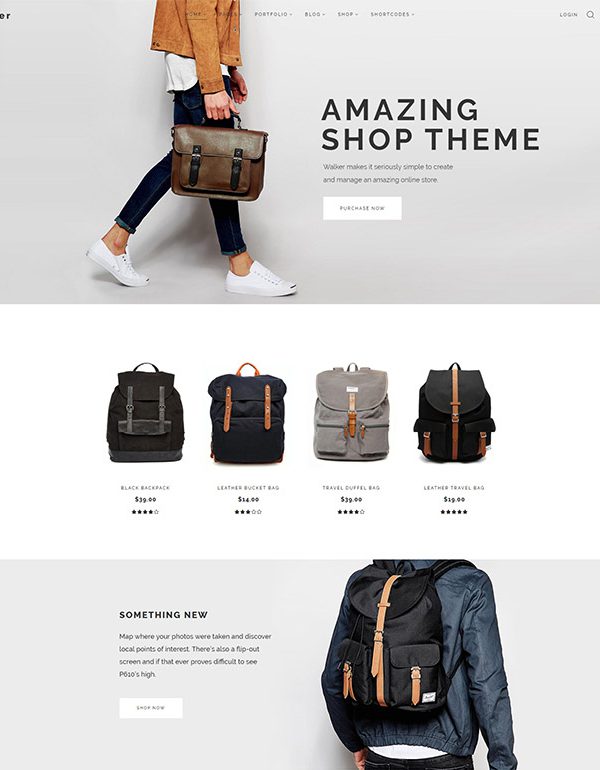 er
HOME
PAGES
PORTFOLIO
BLOG
SHOP
SHORTCODES
LOGIN
AMAZING
SHOP THEME
Walker makes it seriously simple to create
and manage an amazing online store.
PURCHASE NOW
BLACK BACKPACK
LEATHER BUCKET BAG
TRAVEL DUFFEL BAG
LEATHER TRAVEL BAG
$39.00
$14.00
$39.00
$19.00
SOMETHING NEW
Map where your photos were taken and discover
local points of interest. There's also a flip-out
screen and if that ever proves difficult to see
P610's high.
SHOP NOW